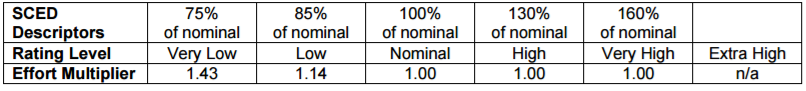 SCED 75% 85% 100% 130% 160%
Descriptors of nominal of nominal of nominal of nominal of nominal
Rating Level Very Low Low Nominal High Very High Extra High
Effort Multiplier 1.43 1.14 1.00 1.00 1.00 n/a